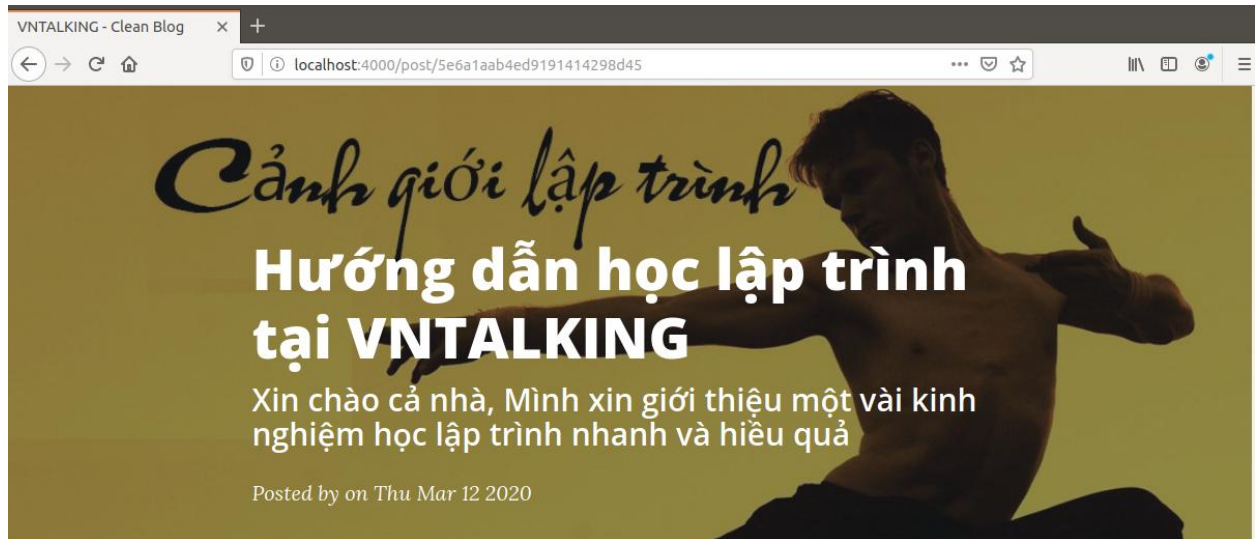 VNTALKING - Clean Blog
localhost:4000/post/5e6a1aab4ed9191414298d45
Cảnh giới lập trình
Hướng dẫn học lập trình
tại VNTALKING
Xin chào cả nhà, Mình xin giới thiệu một vài kinh
nghiệm học lập trình nhanh và hiều quả
Posted by on Thu Mar 12 2020